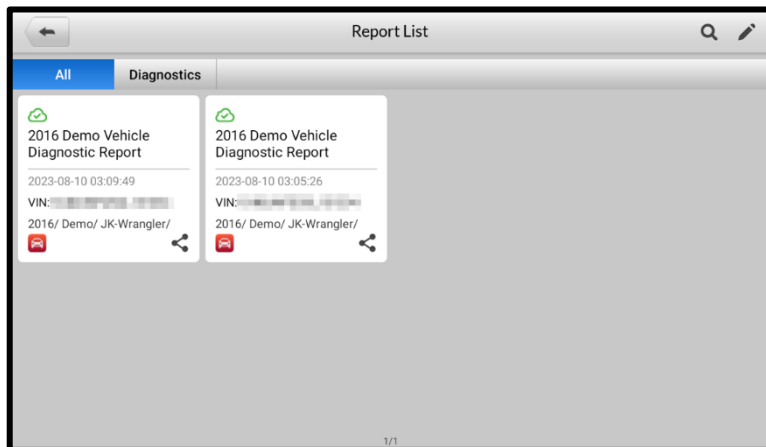 Report List
All
Diagnostics
2016 Demo Vehicle
Diagnostic Report
2023-08-10 03:09:49
VIN:
2016/ Demo/ JK-Wrangler/
2016 Demo Vehicle
Diagnostic Report
2023-08-10 03:05:26
VIN:
2016/ Demo/ JK-Wrangler/
1/1